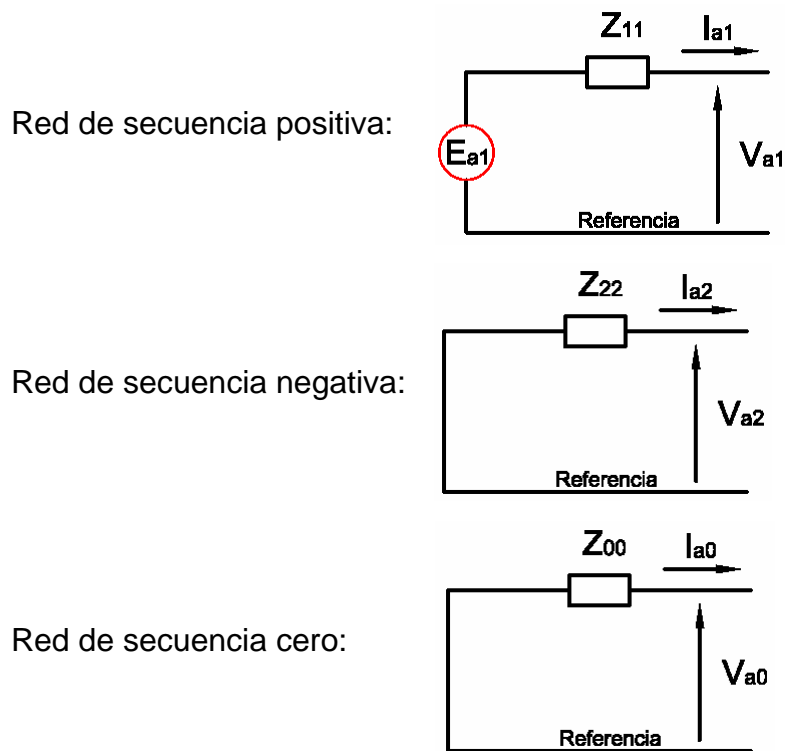 Z11 Ia1
Red de secuencia positiva:
Ea1 Va1
Referencia
Z22 Ia2
Red de secuencia negativa:
Va2
Referencia
Z00 Ia0
Red de secuencia cero:
Va0
Referencia